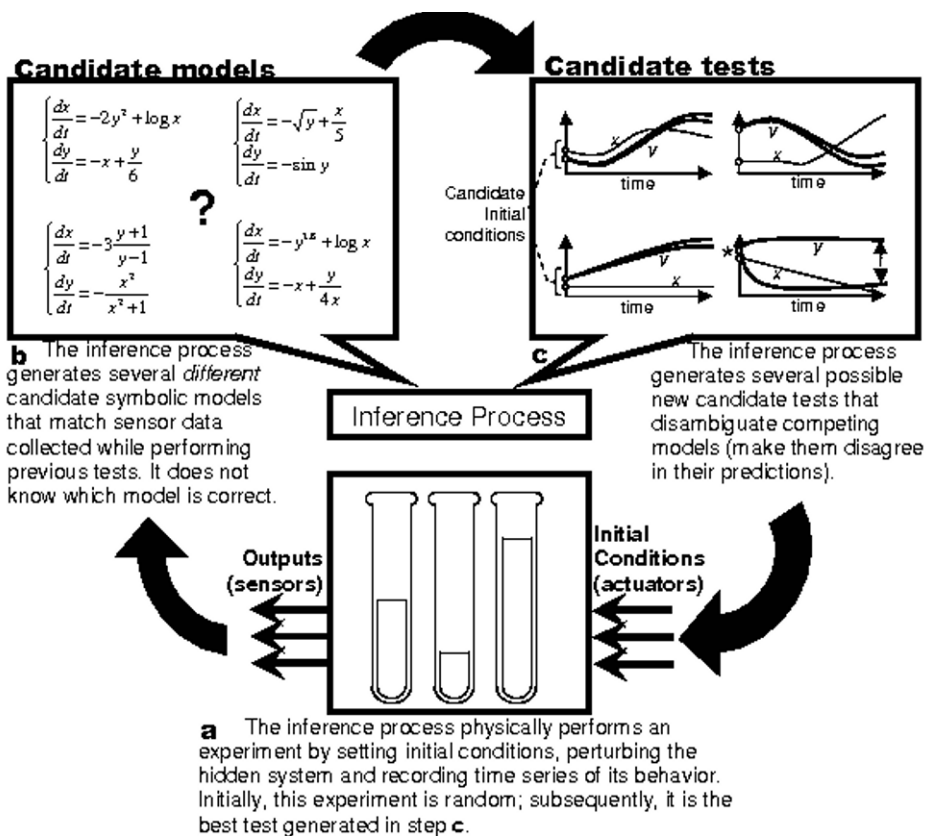 Candidate models
dx/dt = −2y² + log x
dy/dt = −x + y/6
dx/dt = −√y + x/5
dy/dt = −sin y
?
dx/dt = −3 (y+1)/(y−1)
dy/dt = − x²/(x²+1)
dx/dt = −y^1.8 + log x
dy/dt = −x + y/4x
b The inference process
generates several different
candidate symbolic models
that match sensor data
collected while performing
previous tests. It does not
know which model is correct.
Candidate tests
x
y
time
y
x
time
Candidate
Initial
conditions
y
x
time
*
y
x
time
c The inference process
generates several possible
new candidate tests that
disambiguate competing
models (make them disagree
in their predictions).
Inference Process
Outputs
(sensors)
Initial
Conditions
(actuators)
a The inference process physically performs an
experiment by setting initial conditions, perturbing the
hidden system and recording time series of its behavior.
Initially, this experiment is random; subsequently, it is the
best test generated in step c.